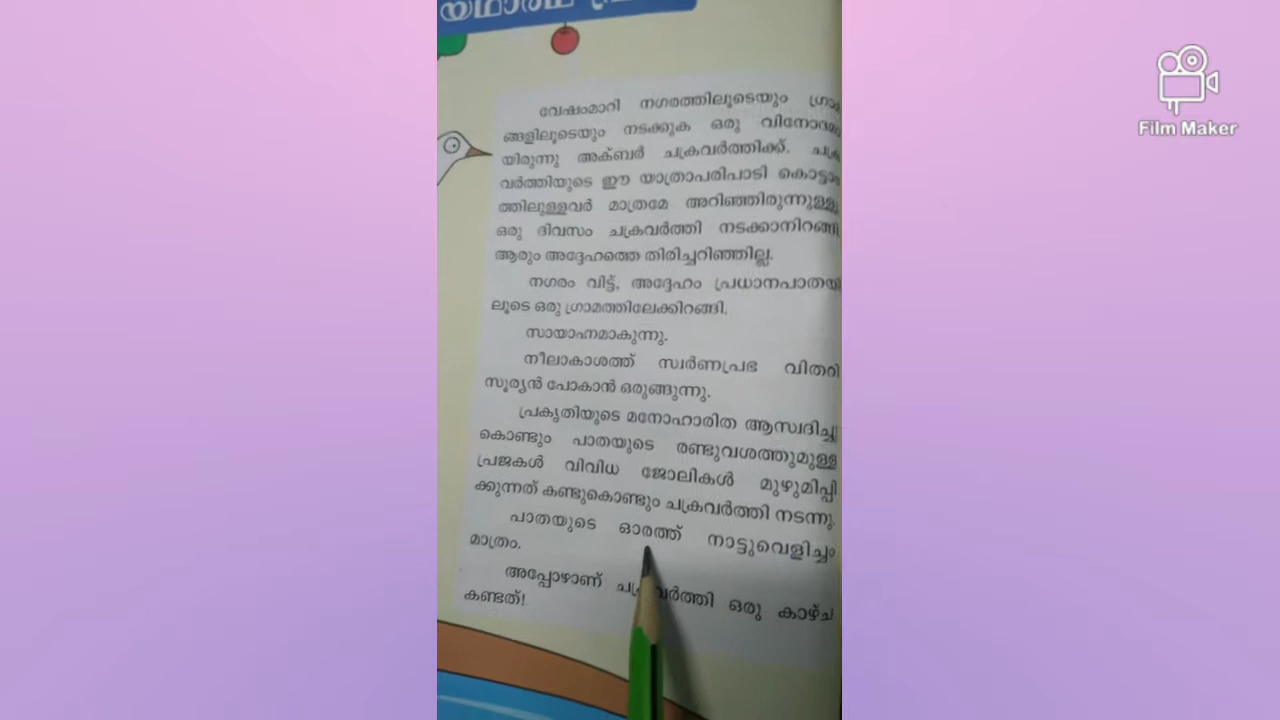 യഥാർത്ഥ
വേഷംമാറി നഗരത്തിലൂടെയും
ങ്ങളിലൂടെയും നടക്കുക ഒരു
യിരുന്നു അക്ബർ ചക്രവർത്തിക്ക്.
വർത്തിയുടെ ഈ യാത്രാപരിപാടി
ത്തിലുള്ളവർ മാത്രമേ അറിഞ്ഞിരുന്നുള്ളൂ
ഒരു ദിവസം ചക്രവർത്തി നടക്കാനിറങ്ങി
ആരും അദ്ദേഹത്തെ തിരിച്ചറിഞ്ഞില്ല.
നഗരം വിട്ട്, അദ്ദേഹം പ്രധാനപാതയി
ലൂടെ ഒരു ഗ്രാമത്തിലേക്കിറങ്ങി.
സായാഹ്നമാകുന്നു.
നീലാകാശത്ത് സ്വർണപ്രഭ വിതറി
സൂര്യൻ പോകാൻ ഒരുങ്ങുന്നു.
പ്രകൃതിയുടെ മനോഹാരിത ആസ്വദിച്ചു
കൊണ്ടും പാതയുടെ രണ്ടുവശത്തുമുള്ള
പ്രജകൾ വിവിധ ജോലികൾ മുഴുമിപ്പി
ക്കുന്നത് കണ്ടുകൊണ്ടും ചക്രവർത്തി നടന്നു.
പാതയുടെ ഓരത്ത് നാട്ടുവെളിച്ചം
മാത്രം.
അപ്പോഴാണ് ചക്രവർത്തി ഒരു കാഴ്ച
കണ്ടത്!
Film Maker